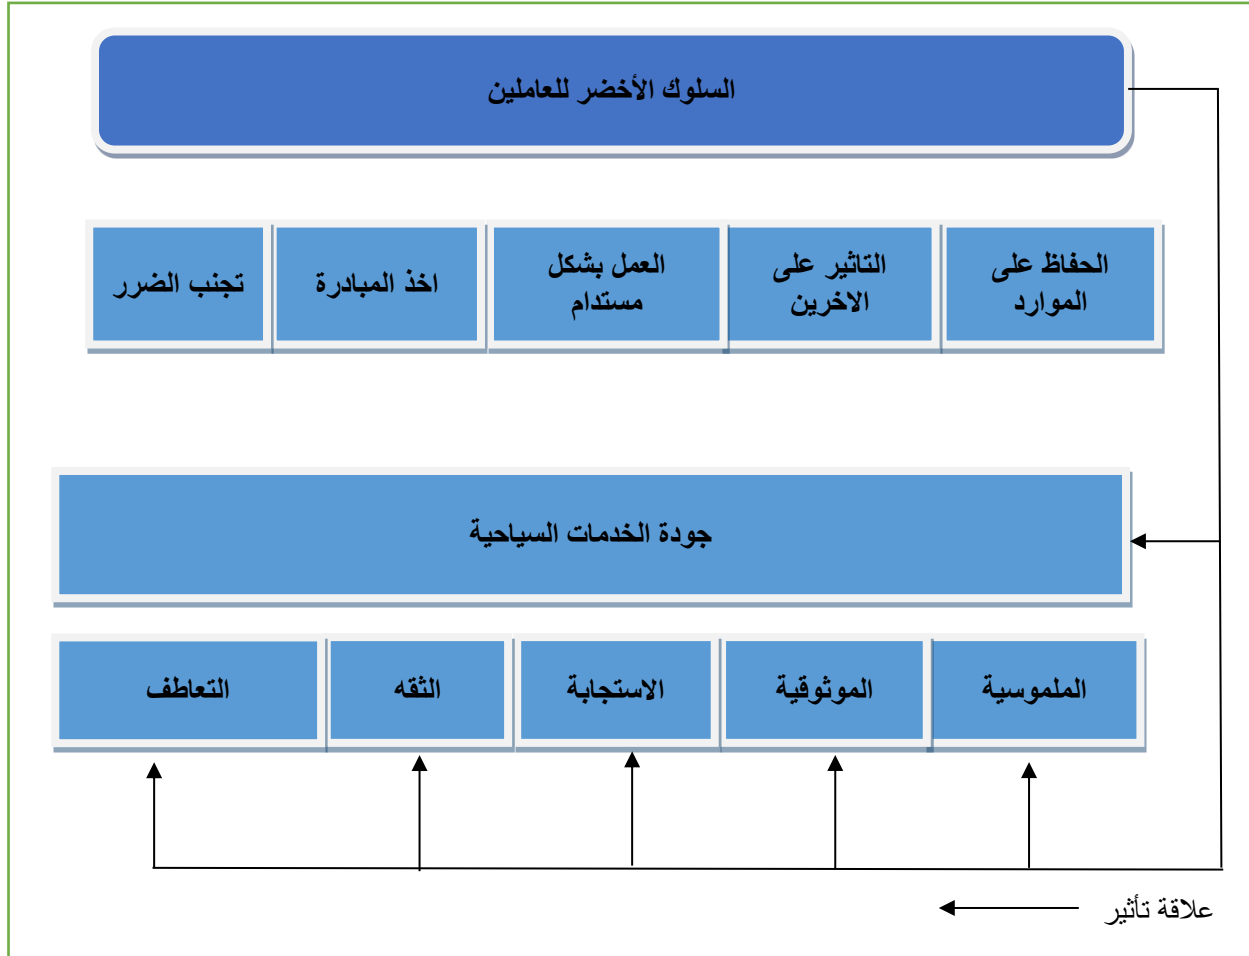 السلوك الأخضر للعاملين
الحفاظ على
الموارد
التاثير على
الاخرين
العمل بشكل
مستدام
اخذ المبادرة
تجنب الضرر
جودة الخدمات السياحية
الملموسية
الموثوقية
الاستجابة
الثقه
التعاطف
علاقة تأثير